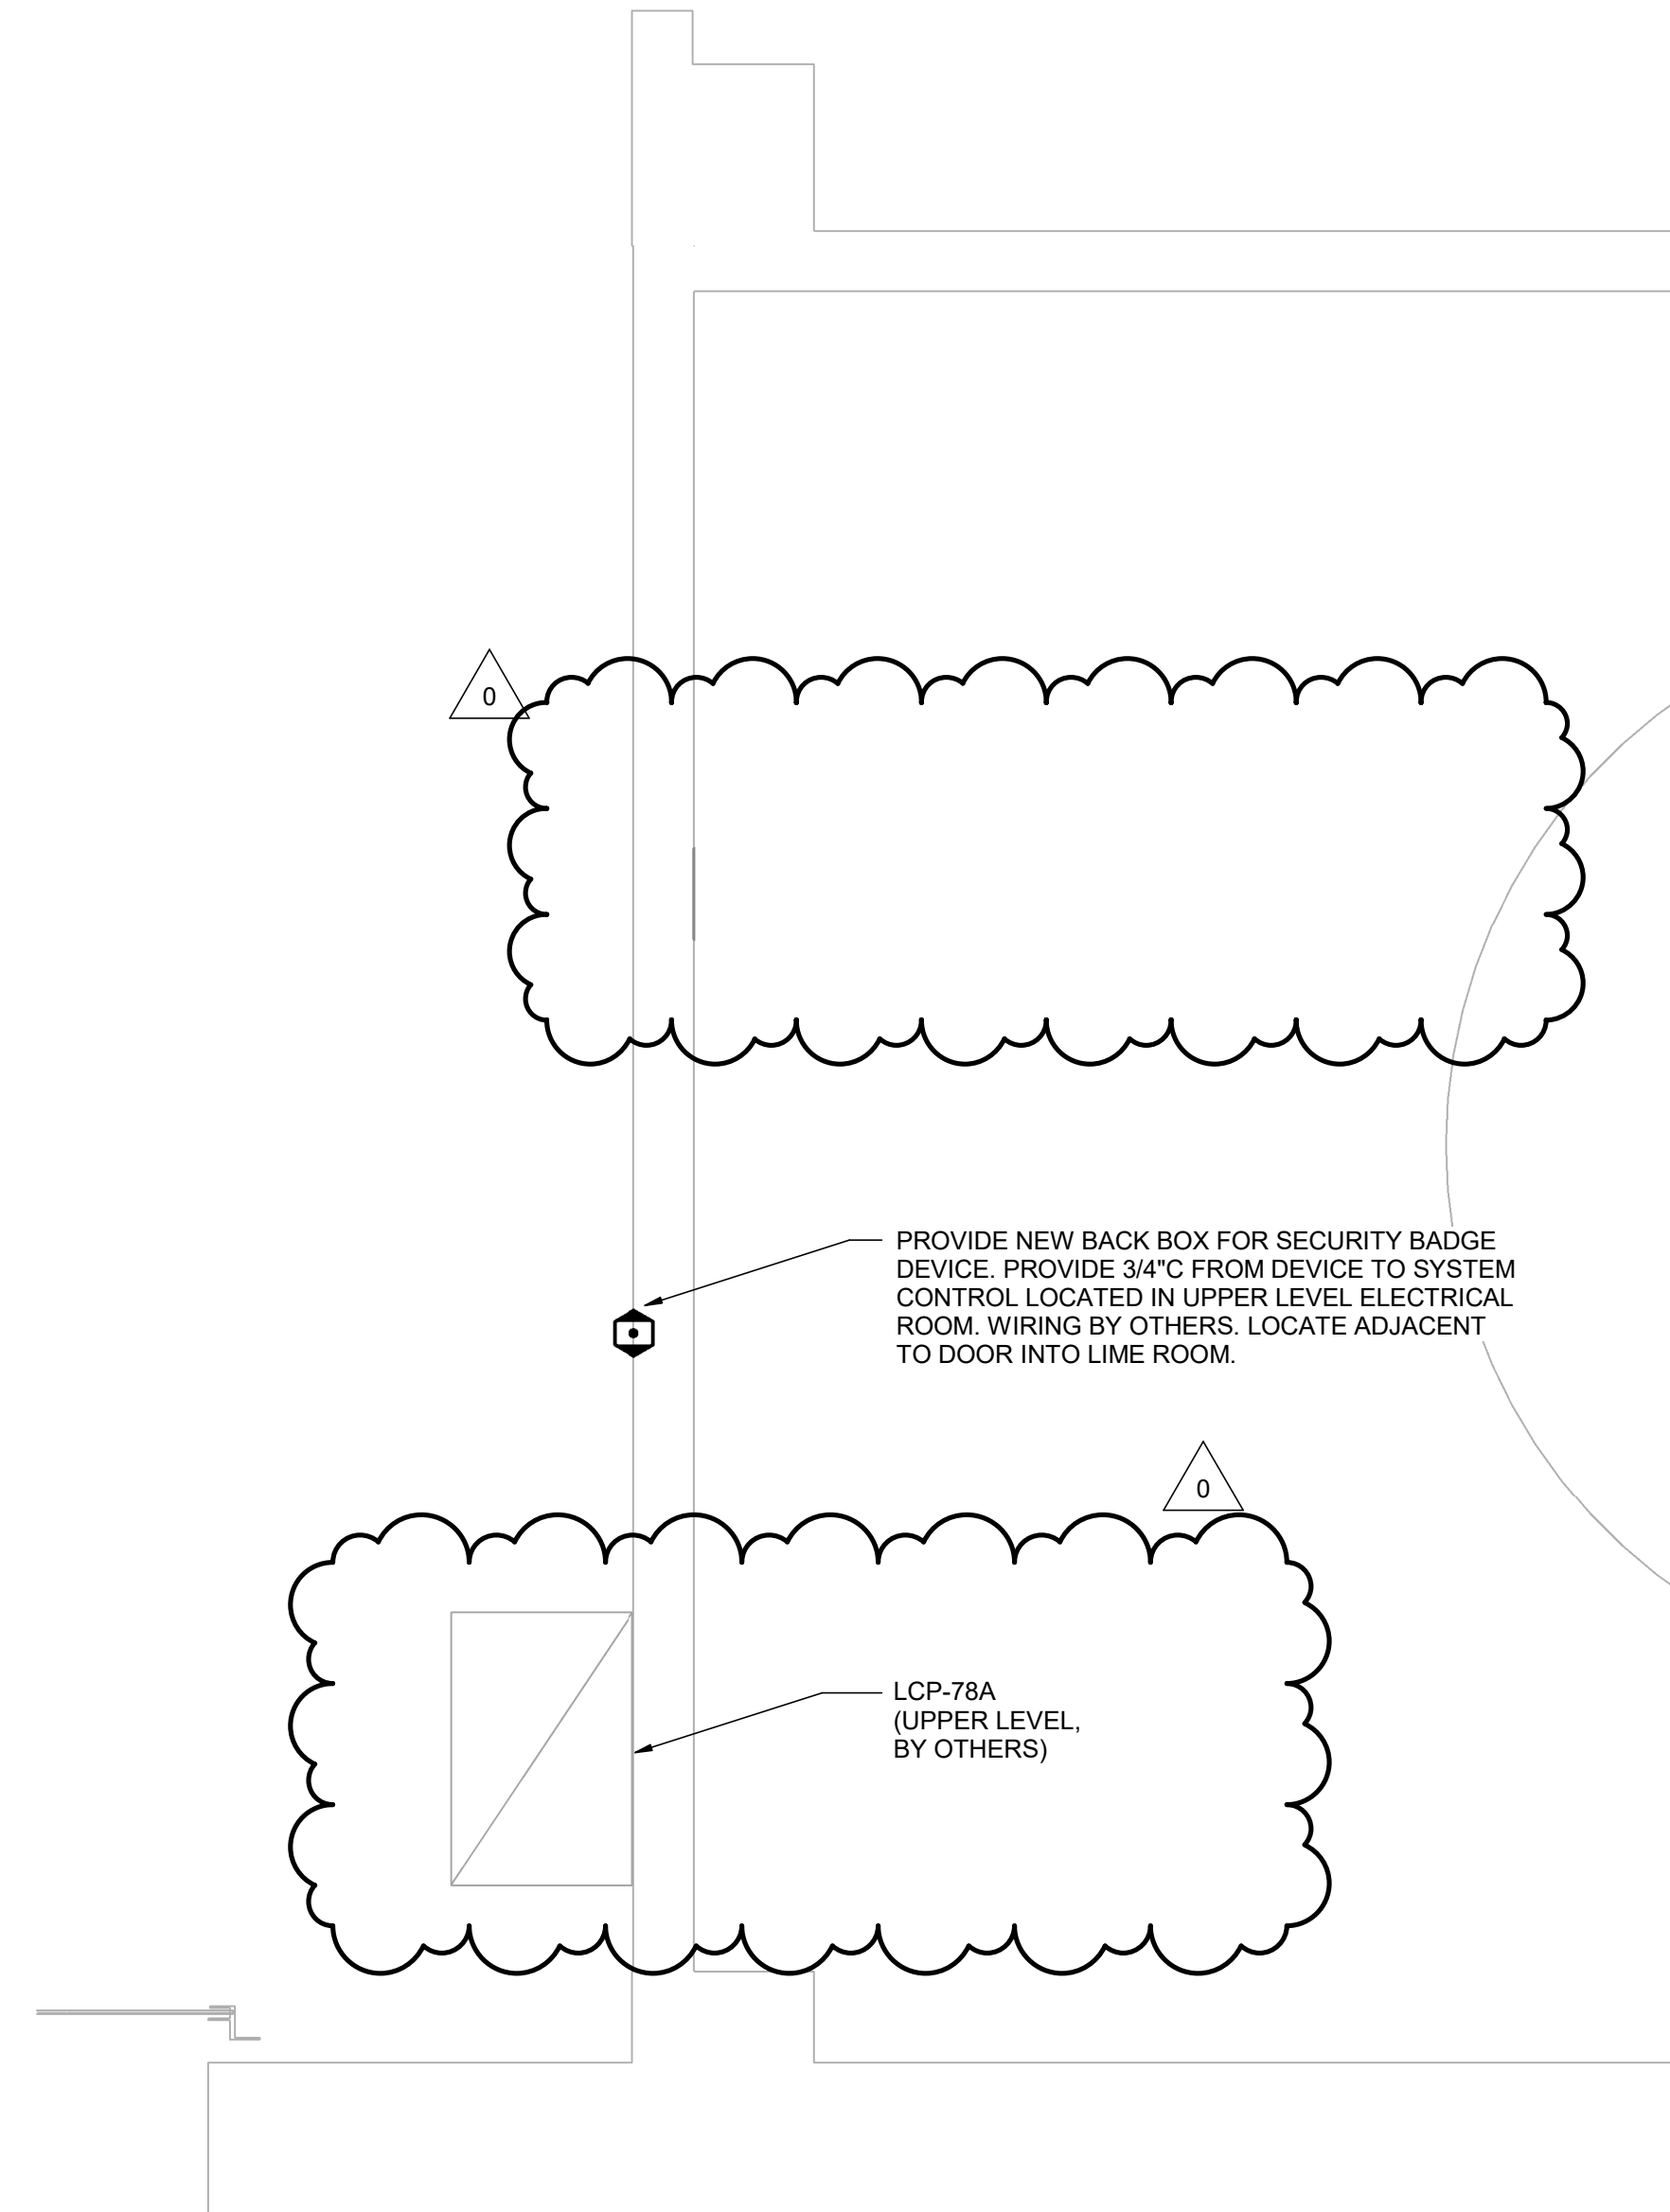 0
PROVIDE NEW BACK BOX FOR SECURITY BADGE
DEVICE. PROVIDE 3/4"C FROM DEVICE TO SYSTEM
CONTROL LOCATED IN UPPER LEVEL ELECTRICAL
ROOM. WIRING BY OTHERS. LOCATE ADJACENT
TO DOOR INTO LIME ROOM.
0
LCP-78A
(UPPER LEVEL,
BY OTHERS)